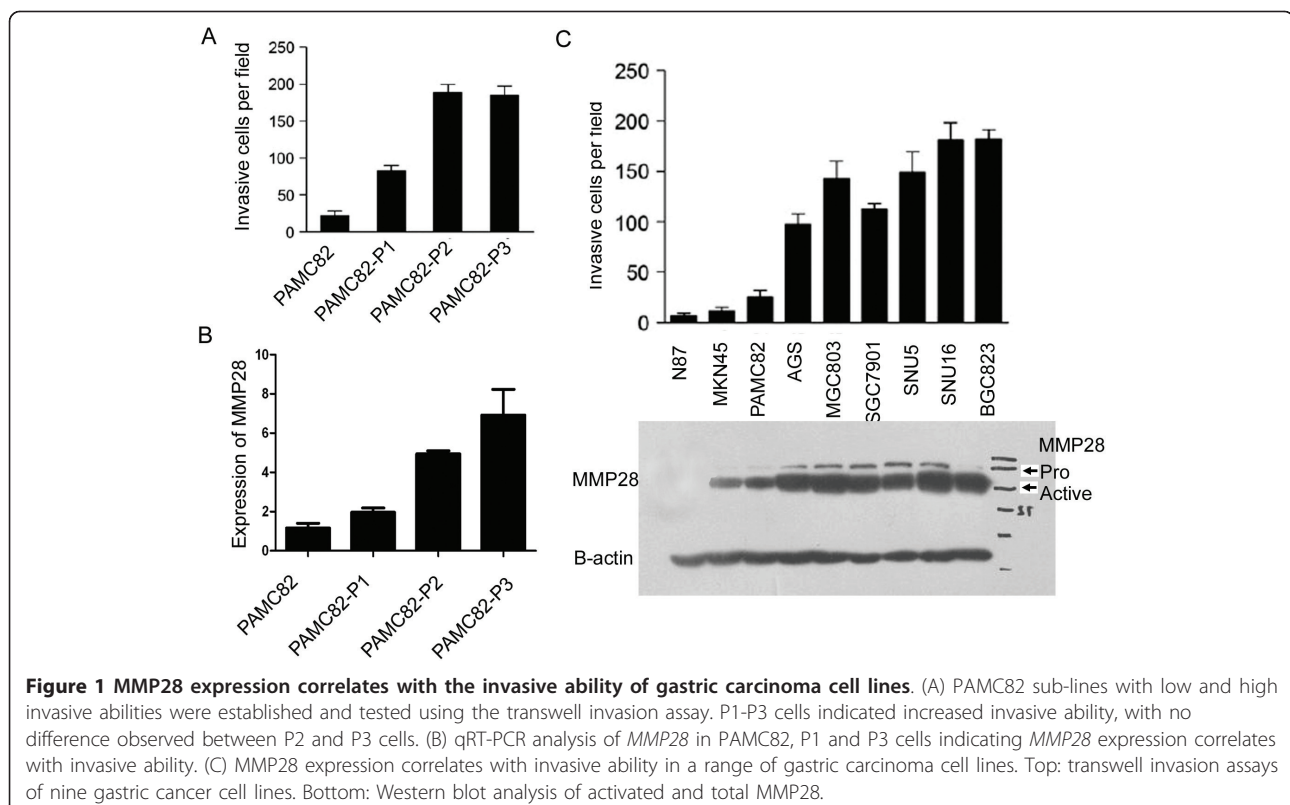 A
Invasive cells per field
250
200
150
100
50
0
PAMC82
PAMC82-P1
PAMC82-P2
PAMC82-P3
B
Expression of MMP28
10
8
6
4
2
0
PAMC82
PAMC82-P1
PAMC82-P2
PAMC82-P3
C
Invasive cells per field
250
200
150
100
50
0
N87
MKN45
PAMC82
AGS
MGC803
SGC7901
SNU5
SNU16
BGC823
MMP28
MMP28
Pro
Active
B-actin
Figure 1 MMP28 expression correlates with the invasive ability of gastric carcinoma cell lines. (A) PAMC82 sub-lines with low and high
invasive abilities were established and tested using the transwell invasion assay. P1-P3 cells indicated increased invasive ability, with no
difference observed between P2 and P3 cells. (B) qRT-PCR analysis of MMP28 in PAMC82, P1 and P3 cells indicating MMP28 expression correlates
with invasive ability. (C) MMP28 expression correlates with invasive ability in a range of gastric carcinoma cell lines. Top: transwell invasion assays
of nine gastric cancer cell lines. Bottom: Western blot analysis of activated and total MMP28.